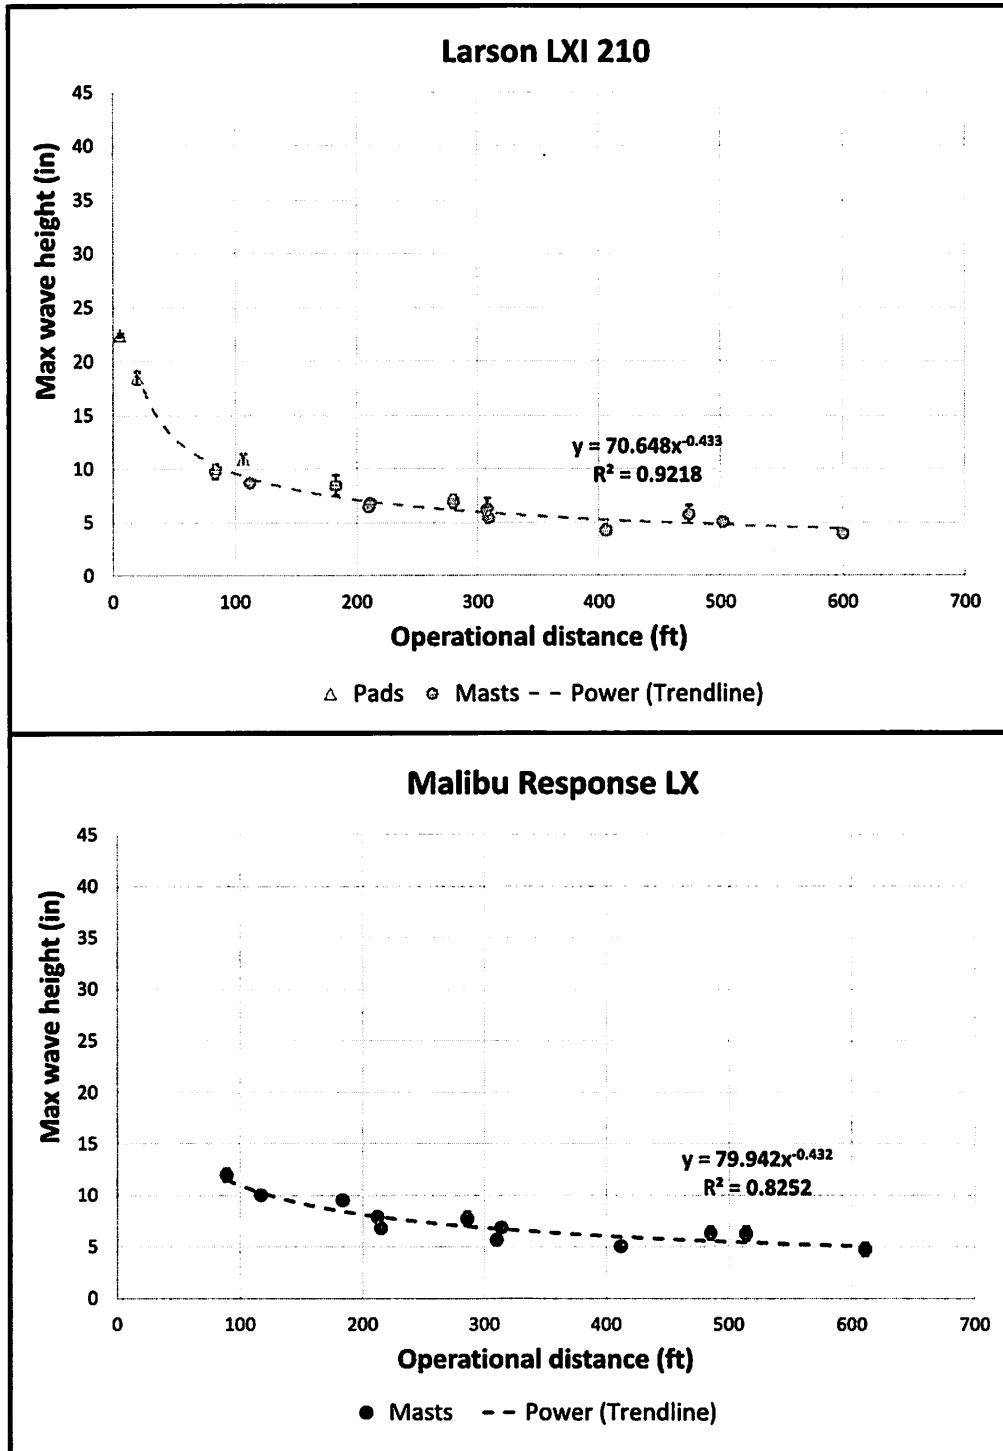 Larson LXI 210
Max wave height (in)
45
40
35
30
25
20
15
10
5
0
y = 70.648x^-0.433
R² = 0.9218
0 100 200 300 400 500 600 700
Operational distance (ft)
Pads Masts Power (Trendline)
Malibu Response LX
Max wave height (in)
45
40
35
30
25
20
15
10
5
0
y = 79.942x^-0.432
R² = 0.8252
0 100 200 300 400 500 600 700
Operational distance (ft)
Masts Power (Trendline)